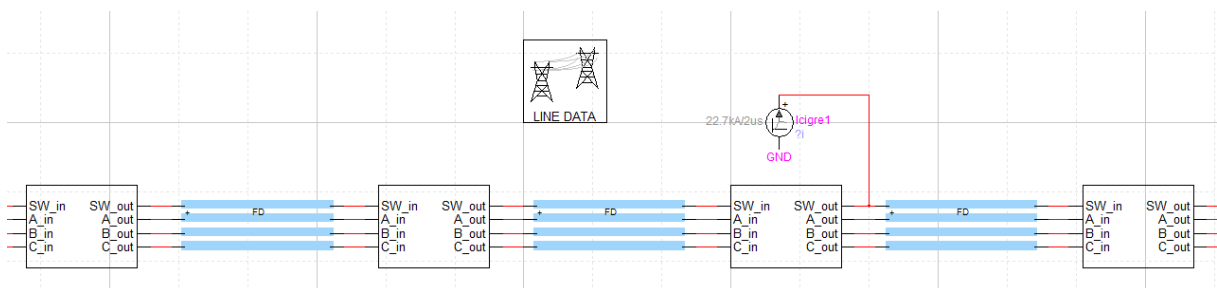 LINE DATA
+
22.7kA/2us
Icigre1
?i
GND
SW_in SW_out
A_in A_out
B_in B_out
C_in C_out
+ FD
SW_in SW_out
A_in A_out
B_in B_out
C_in C_out
+ FD
SW_in SW_out
A_in A_out
B_in B_out
C_in C_out
+ FD
SW_in SW_out
A_in A_out
B_in B_out
C_in C_out